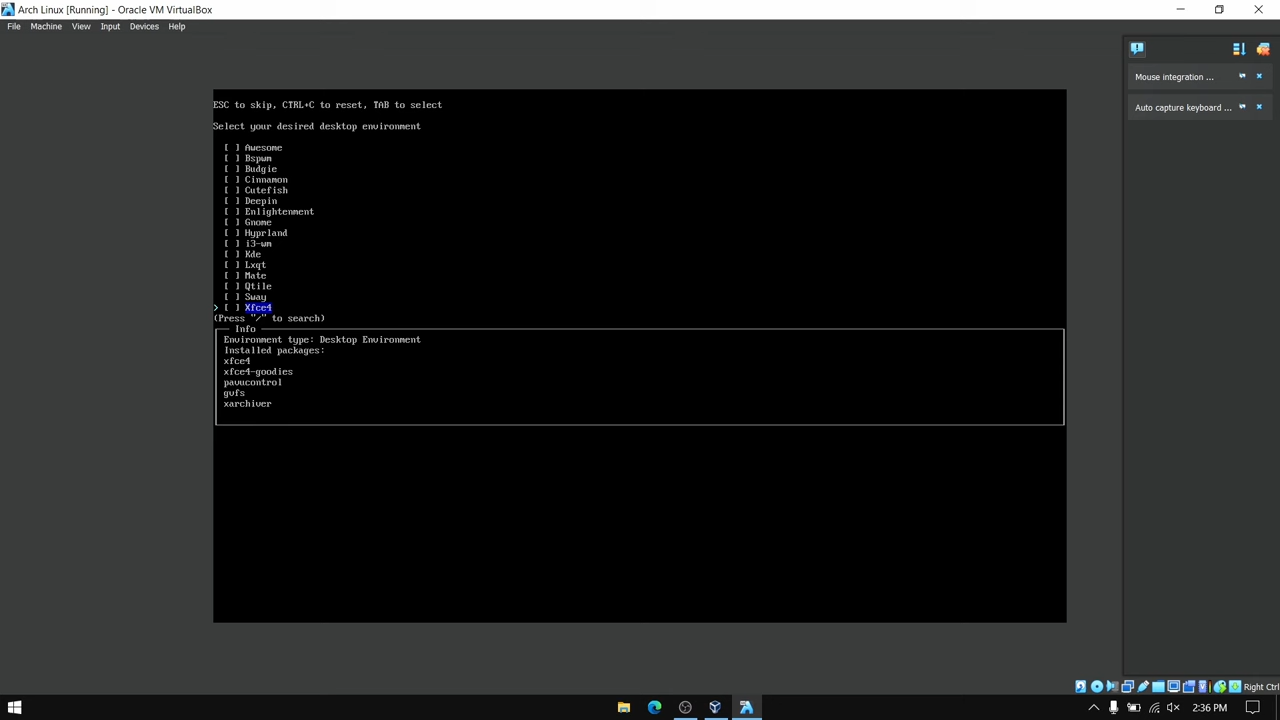 Arch Linux [Running] - Oracle VM VirtualBox
File Machine View Input Devices Help
Mouse integration ...
Auto capture keyboard ...
ESC to skip, CTRL+C to reset, TAB to select
Select your desired desktop environment
[ ] Awesome
[ ] Bspwm
[ ] Budgie
[ ] Cinnamon
[ ] Cutefish
[ ] Deepin
[ ] Enlightenment
[ ] Gnome
[ ] Hyprland
[ ] i3-wm
[ ] Kde
[ ] Lxqt
[ ] Mate
[ ] Qtile
[ ] Sway
> [ ] Xfce4
(Press "/" to search)
Info
Environment type: Desktop Environment
Installed packages:
xfce4
xfce4-goodies
pavucontrol
gvfs
xarchiver
Right Ctrl
2:36 PM